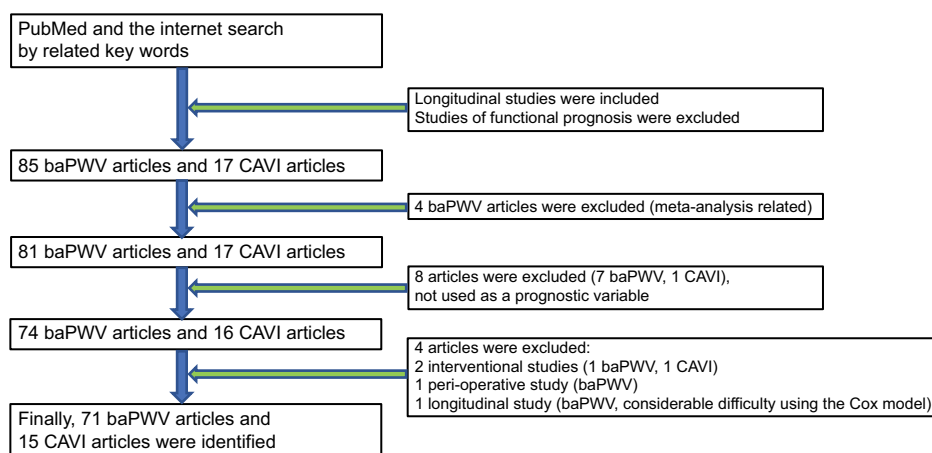 PubMed and the internet search
by related key words
Longitudinal studies were included
Studies of functional prognosis were excluded
85 baPWV articles and 17 CAVI articles
4 baPWV articles were excluded (meta-analysis related)
81 baPWV articles and 17 CAVI articles
8 articles were excluded (7 baPWV, 1 CAVI),
not used as a prognostic variable
74 baPWV articles and 16 CAVI articles
4 articles were excluded:
2 interventional studies (1 baPWV, 1 CAVI)
1 peri-operative study (baPWV)
1 longitudinal study (baPWV, considerable difficulty using the Cox model)
Finally, 71 baPWV articles and
15 CAVI articles were identified